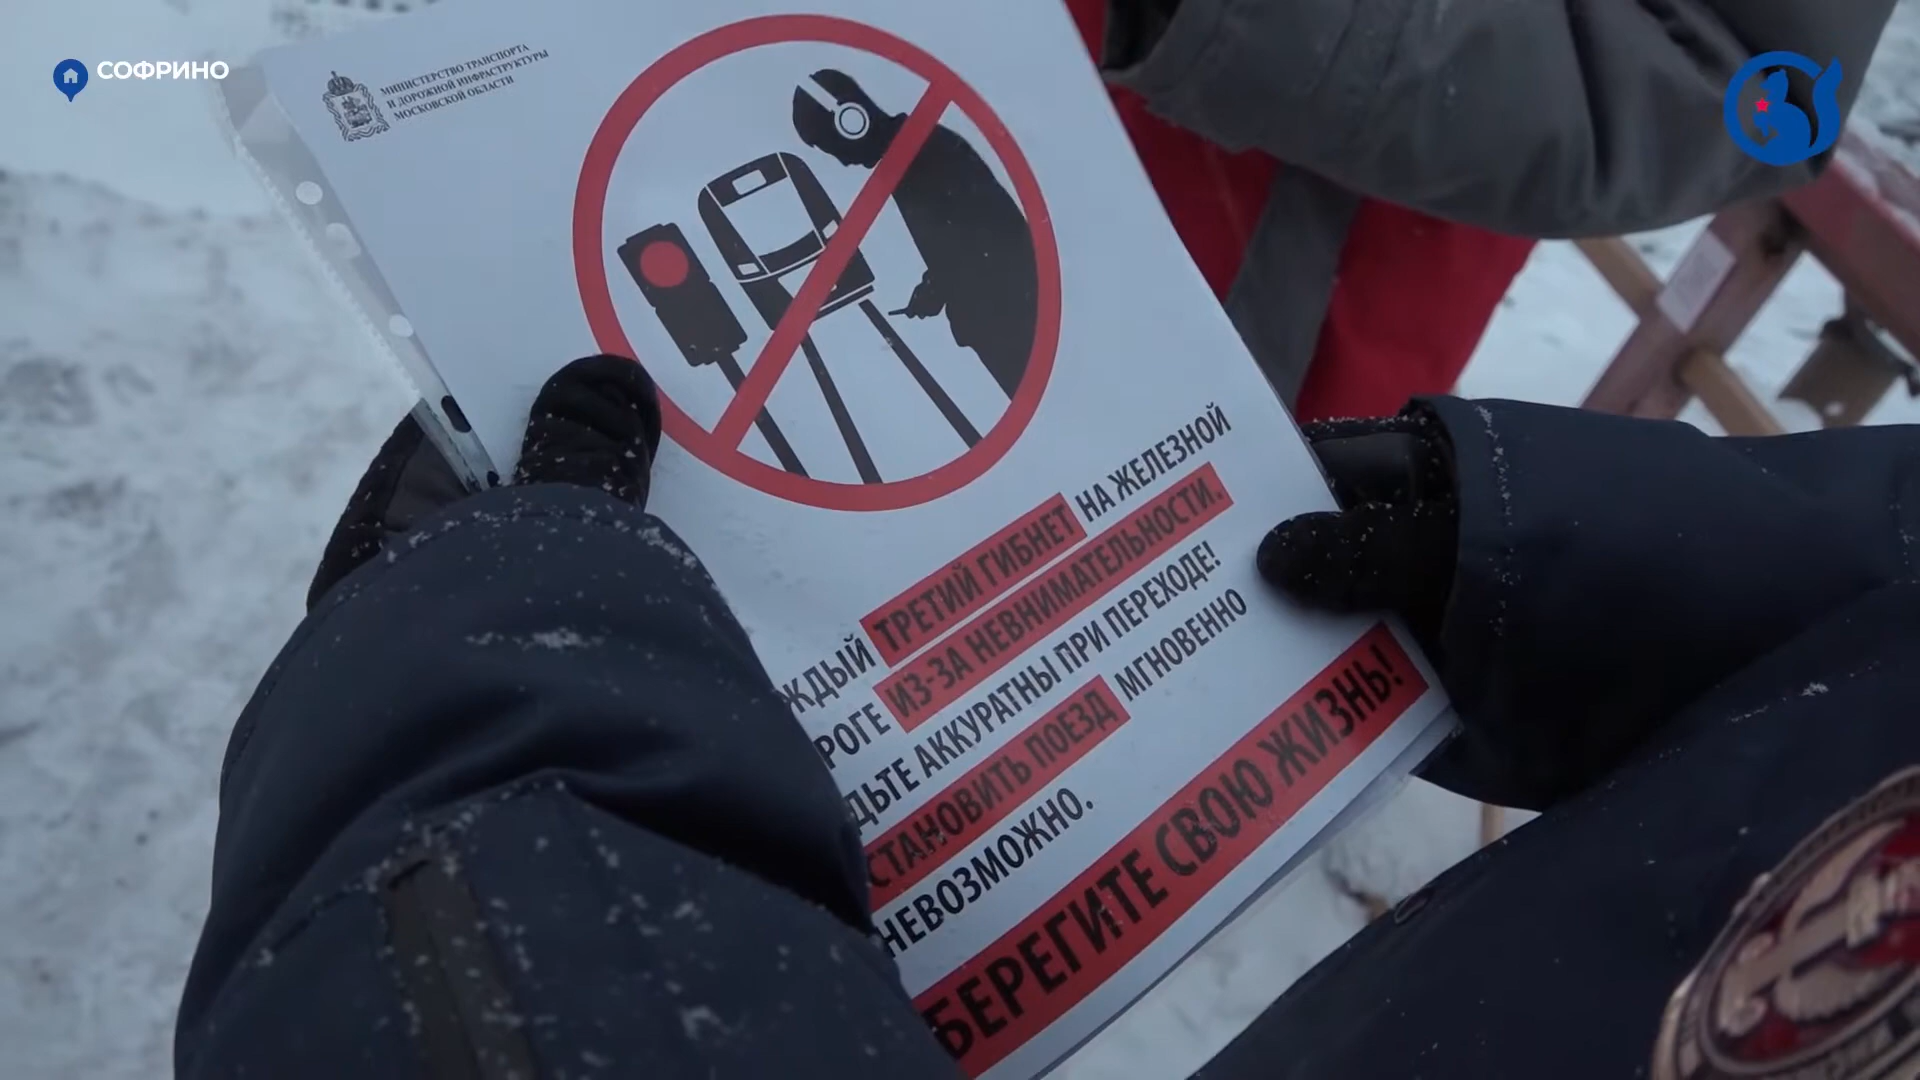 СОФРИНО
МИНИСТЕРСТВО ТРАНСПОРТА
И ДОРОЖНОЙ ИНФРАСТРУКТУРЫ
МОСКОВСКОЙ ОБЛАСТИ
ЖДЫЙ ТРЕТИЙ ГИБНЕТ НА ЖЕЛЕЗНОЙ
РОГЕ ИЗ-ЗА НЕВНИМАТЕЛЬНОСТИ.
ДЬТЕ АККУРАТНЫ ПРИ ПЕРЕХОДЕ!
СТАНОВИТЬ ПОЕЗД МГНОВЕННО
НЕВОЗМОЖНО.
БЕРЕГИТЕ СВОЮ ЖИЗНЬ!